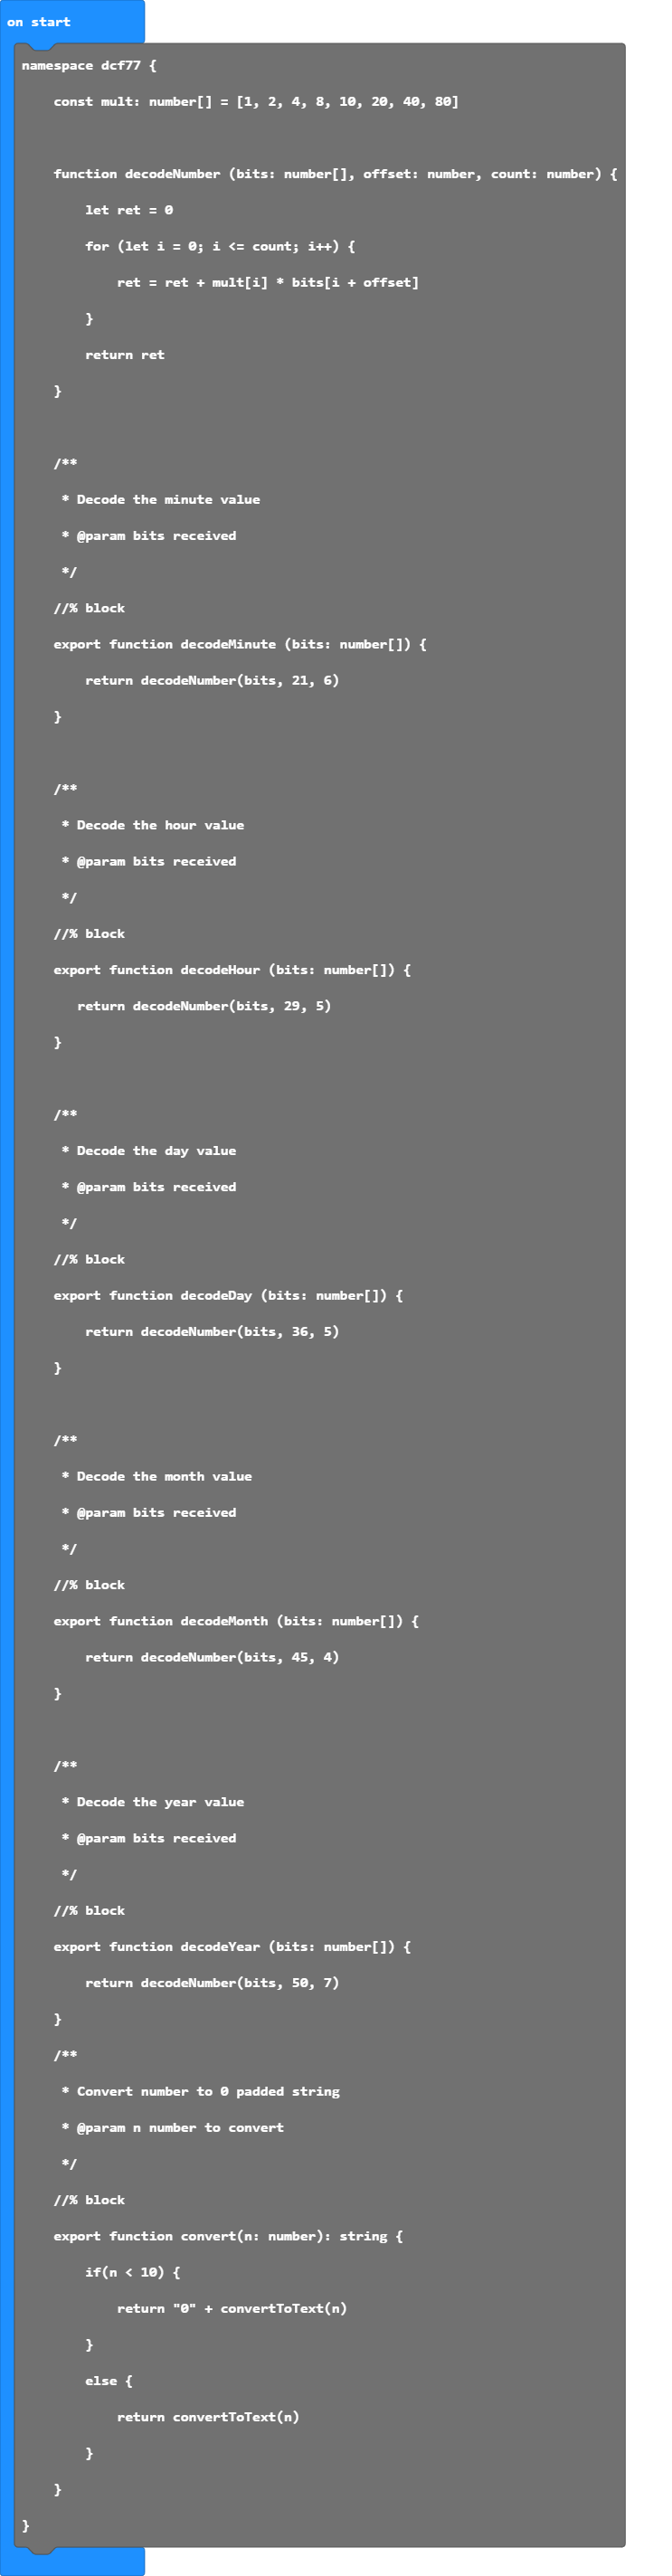 on start
namespace dcf77 {
    const mult: number[] = [1, 2, 4, 8, 10, 20, 40, 80]

    function decodeNumber (bits: number[], offset: number, count: number) {
        let ret = 0
        for (let i = 0; i <= count; i++) {
            ret = ret + mult[i] * bits[i + offset]
        }
        return ret
    }

    /**
     * Decode the minute value
     * @param bits received
     */
    //% block
    export function decodeMinute (bits: number[]) {
        return decodeNumber(bits, 21, 6)
    }

    /**
     * Decode the hour value
     * @param bits received
     */
    //% block
    export function decodeHour (bits: number[]) {
       return decodeNumber(bits, 29, 5)
    }

    /**
     * Decode the day value
     * @param bits received
     */
    //% block
    export function decodeDay (bits: number[]) {
        return decodeNumber(bits, 36, 5)
    }

    /**
     * Decode the month value
     * @param bits received
     */
    //% block
    export function decodeMonth (bits: number[]) {
        return decodeNumber(bits, 45, 4)
    }

    /**
     * Decode the year value
     * @param bits received
     */
    //% block
    export function decodeYear (bits: number[]) {
        return decodeNumber(bits, 50, 7)
    }
    /**
     * Convert number to 0 padded string
     * @param n number to convert
     */
    //% block
    export function convert(n: number): string {
        if(n < 10) {
            return "0" + convertToText(n)
        }
        else {
            return convertToText(n)
        }
    }
}